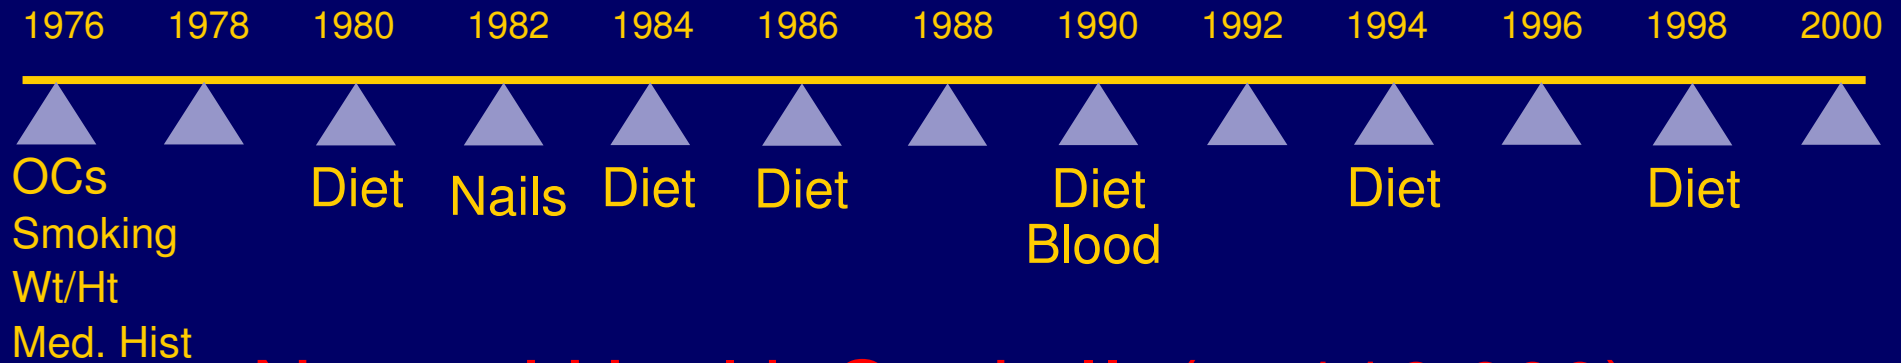 1976 1978 1980 1982 1984 1986 1988 1990 1992 1994 1996 1998 2000
OCs
Smoking
Wt/Ht
Med. Hist
Diet
Nails
Diet
Diet
Diet
Blood
Diet
Diet